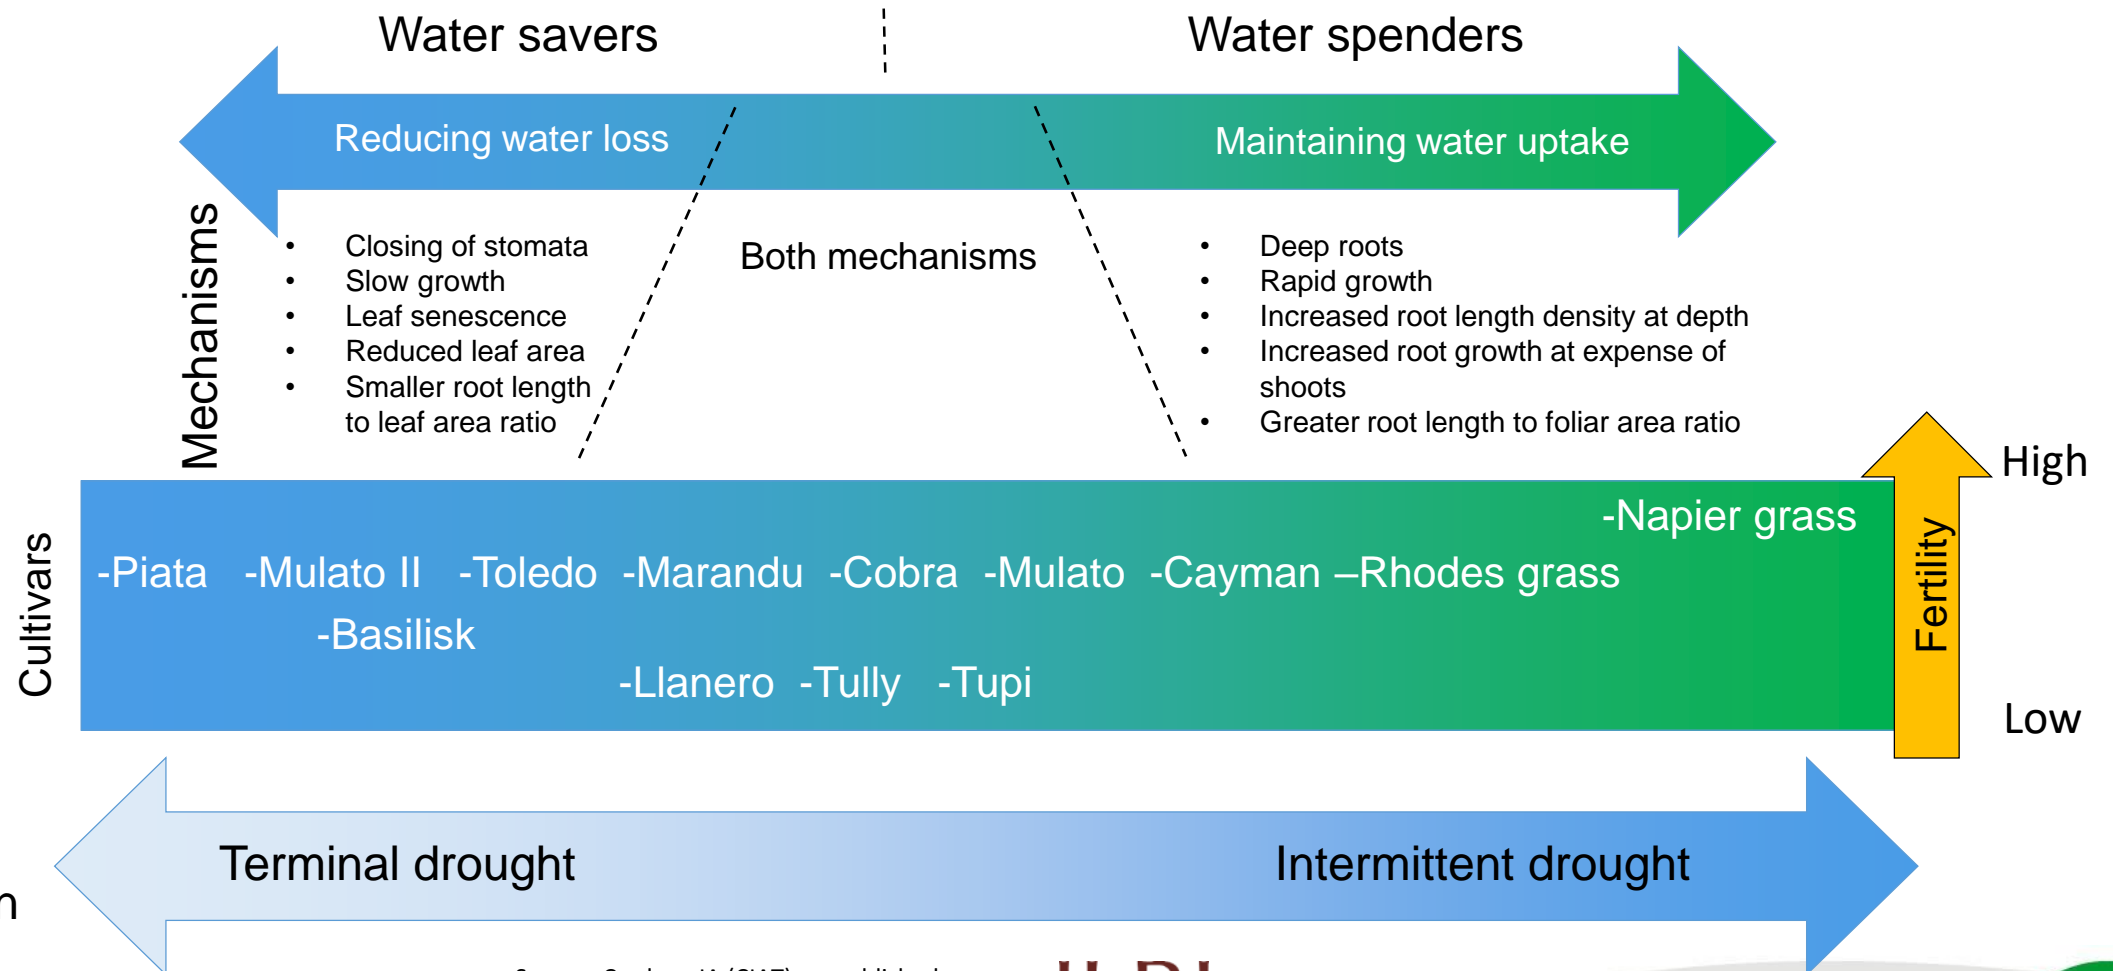 Water savers
Water spenders
Reducing water loss
Maintaining water uptake
Mechanisms
• Closing of stomata
• Slow growth
• Leaf senescence
• Reduced leaf area
• Smaller root length
to leaf area ratio
Both mechanisms
• Deep roots
• Rapid growth
• Increased root length density at depth
• Increased root growth at expense of
shoots
• Greater root length to foliar area ratio
High
Fertility
Low
Cultivars
-Napier grass
-Piata -Mulato II -Toledo -Marandu -Cobra -Mulato -Cayman –Rhodes grass
-Basilisk
-Llanero -Tully -Tupi
Terminal drought
Intermittent drought